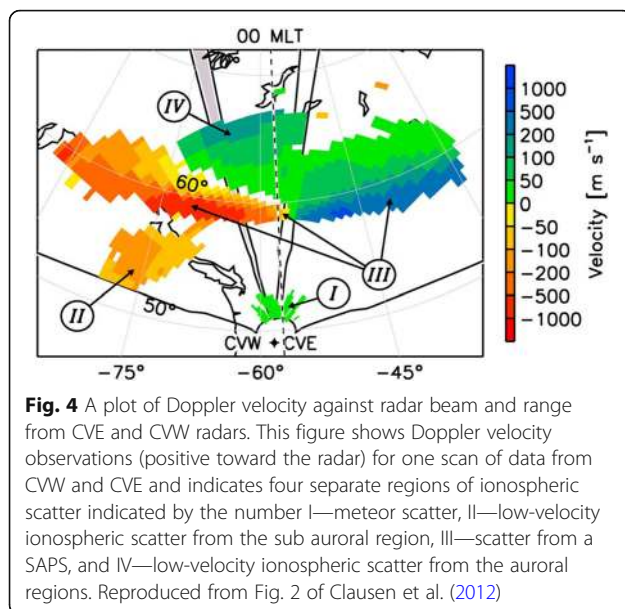 00 MLT
IV
60°
III
II
50°
I
CVW + CVE
-75° -60° -45°
1000
500
200
100
50
0
-50
-100
-200
-500
-1000
Velocity [m s⁻¹]
Fig. 4 A plot of Doppler velocity against radar beam and range
from CVE and CVW radars. This figure shows Doppler velocity
observations (positive toward the radar) for one scan of data from
CVW and CVE and indicates four separate regions of ionospheric
scatter indicated by the number I—meteor scatter, II—low-velocity
ionospheric scatter from the sub auroral region, III—scatter from a
SAPS, and IV—low-velocity ionospheric scatter from the auroral
regions. Reproduced from Fig. 2 of Clausen et al. (2012)